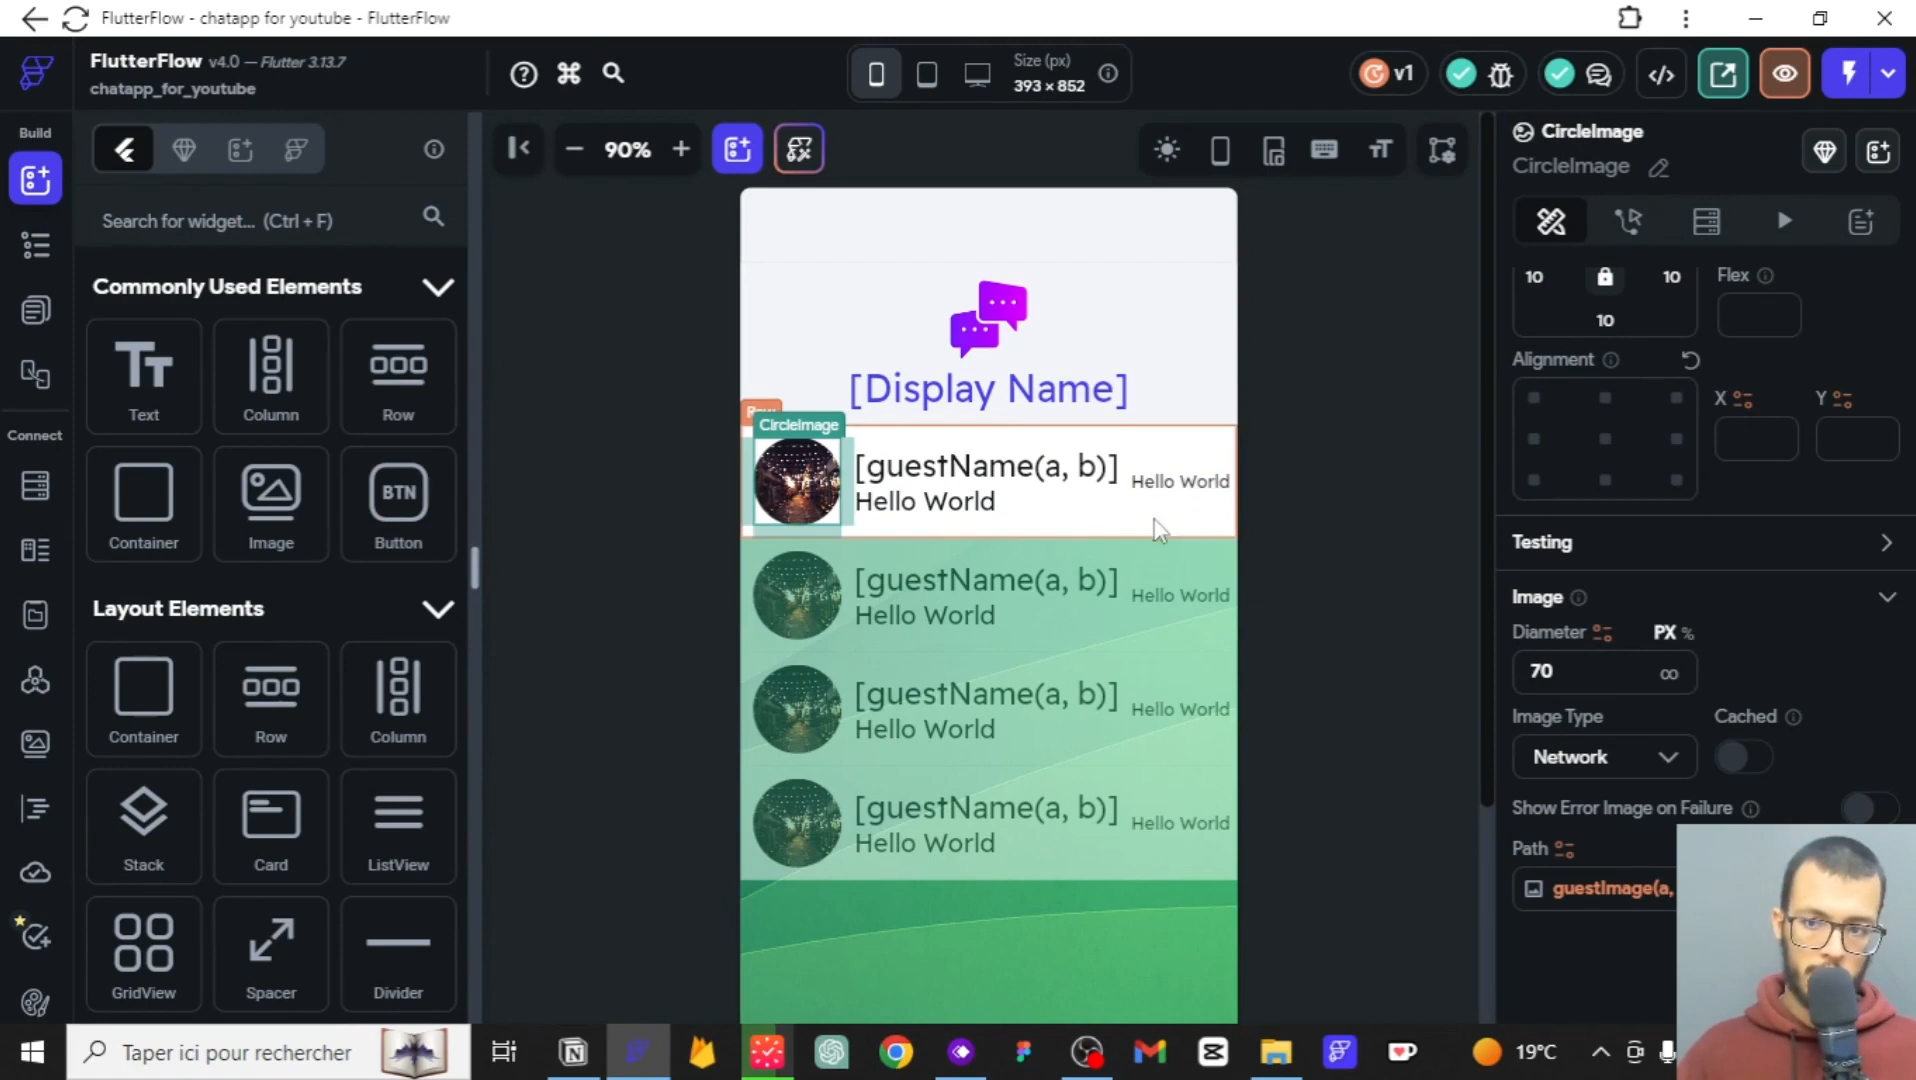 FlutterFlow - chatapp for youtube - FlutterFlow
FlutterFlow v4.0 — Flutter 3.13.7
chatapp_for_youtube
Size (px)
393 × 852
v1
Build
90%
Search for widget... (Ctrl + F)
Commonly Used Elements
Text
Column
Row
Container
Image
BTN
Button
Connect
Layout Elements
Container
Row
Column
Stack
Card
ListView
GridView
Spacer
Divider
[Display Name]
CircleImage
[guestName(a, b)]
Hello World
Hello World
[guestName(a, b)]
Hello World
Hello World
[guestName(a, b)]
Hello World
Hello World
[guestName(a, b)]
Hello World
Hello World
CircleImage
CircleImage
10
10
Flex
10
Alignment
X
Y
Testing
Image
Diameter
PX %
70
Image Type
Cached
Network
Show Error Image on Failure
Path
guestImage(a,
Taper ici pour rechercher
19°C